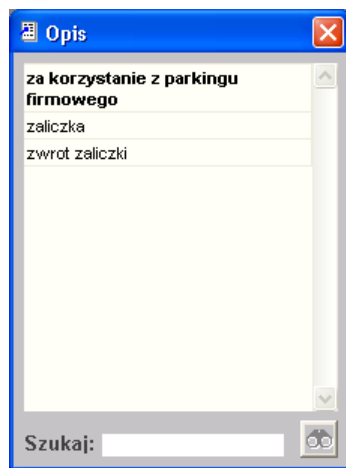 Opis
za korzystanie z parkingu
firmowego
zaliczka
zwrot zaliczki
Szukaj: